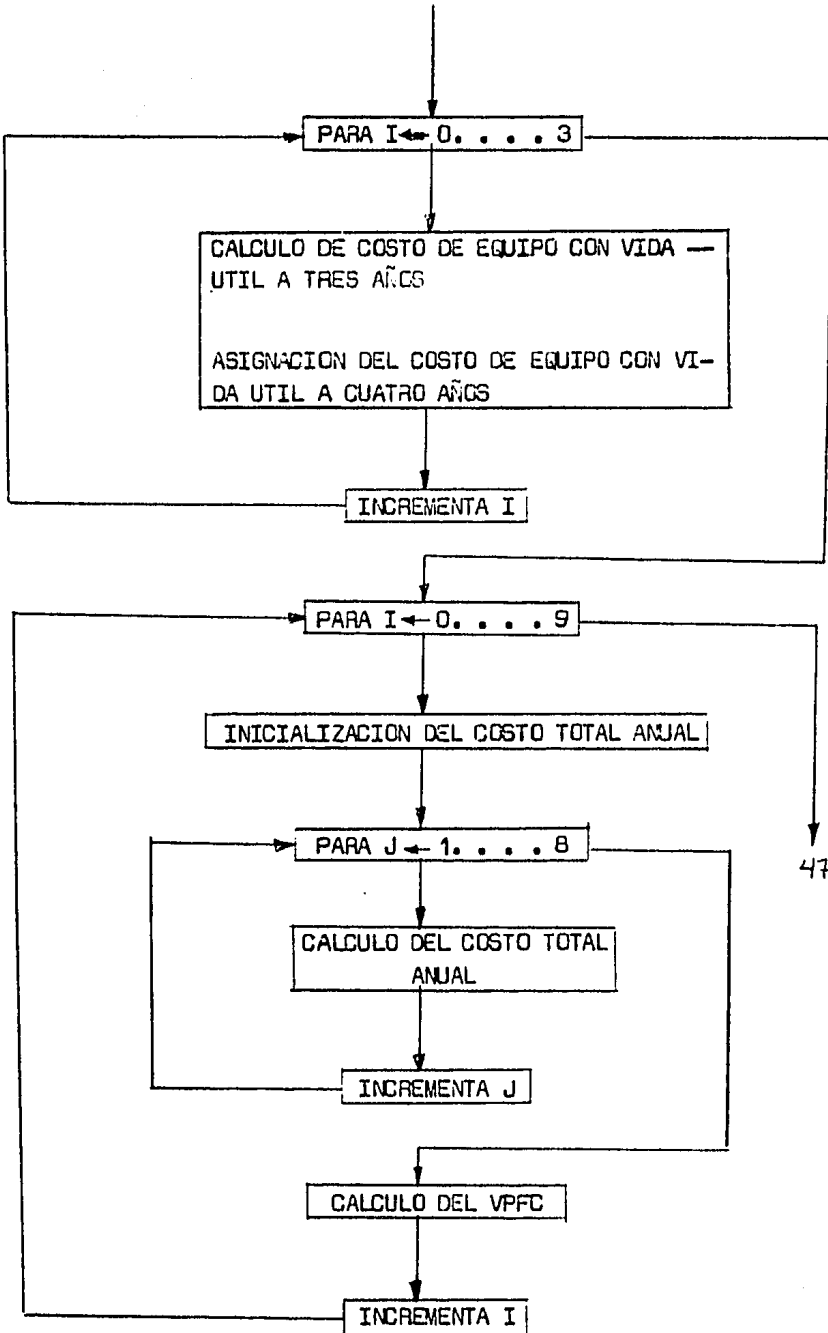 PARA I ← 0. . . . 3
CALCULO DE COSTO DE EQUIPO CON VIDA —
UTIL A TRES AÑOS
ASIGNACION DEL COSTO DE EQUIPO CON VI-
DA UTIL A CUATRO AÑOS
INCREMENTA I
PARA I ← 0. . . . 9
INICIALIZACION DEL COSTO TOTAL ANUAL
PARA J ← 1. . . . 8
47
CALCULO DEL COSTO TOTAL
ANUAL
INCREMENTA J
CALCULO DEL VPFC
INCREMENTA I